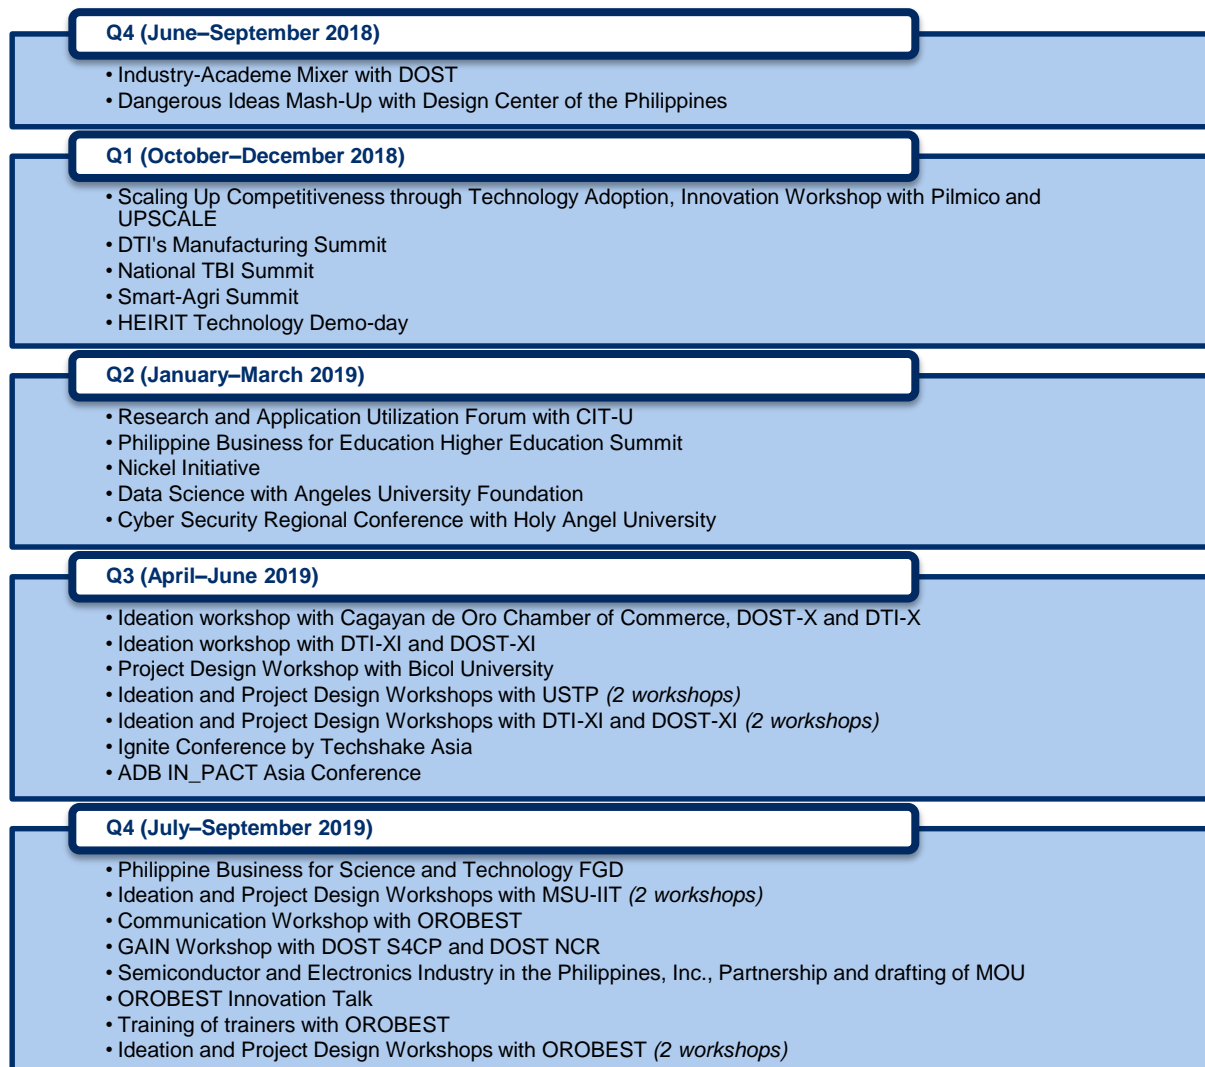 Q4 (June–September 2018)
• Industry-Academe Mixer with DOST
• Dangerous Ideas Mash-Up with Design Center of the Philippines
Q1 (October–December 2018)
• Scaling Up Competitiveness through Technology Adoption, Innovation Workshop with Pilmico and
UPSCALE
• DTI's Manufacturing Summit
• National TBI Summit
• Smart-Agri Summit
• HEIRIT Technology Demo-day
Q2 (January–March 2019)
• Research and Application Utilization Forum with CIT-U
• Philippine Business for Education Higher Education Summit
• Nickel Initiative
• Data Science with Angeles University Foundation
• Cyber Security Regional Conference with Holy Angel University
Q3 (April–June 2019)
• Ideation workshop with Cagayan de Oro Chamber of Commerce, DOST-X and DTI-X
• Ideation workshop with DTI-XI and DOST-XI
• Project Design Workshop with Bicol University
• Ideation and Project Design Workshops with USTP (2 workshops)
• Ideation and Project Design Workshops with DTI-XI and DOST-XI (2 workshops)
• Ignite Conference by Techshake Asia
• ADB IN_PACT Asia Conference
Q4 (July–September 2019)
• Philippine Business for Science and Technology FGD
• Ideation and Project Design Workshops with MSU-IIT (2 workshops)
• Communication Workshop with OROBEST
• GAIN Workshop with DOST S4CP and DOST NCR
• Semiconductor and Electronics Industry in the Philippines, Inc., Partnership and drafting of MOU
• OROBEST Innovation Talk
• Training of trainers with OROBEST
• Ideation and Project Design Workshops with OROBEST (2 workshops)